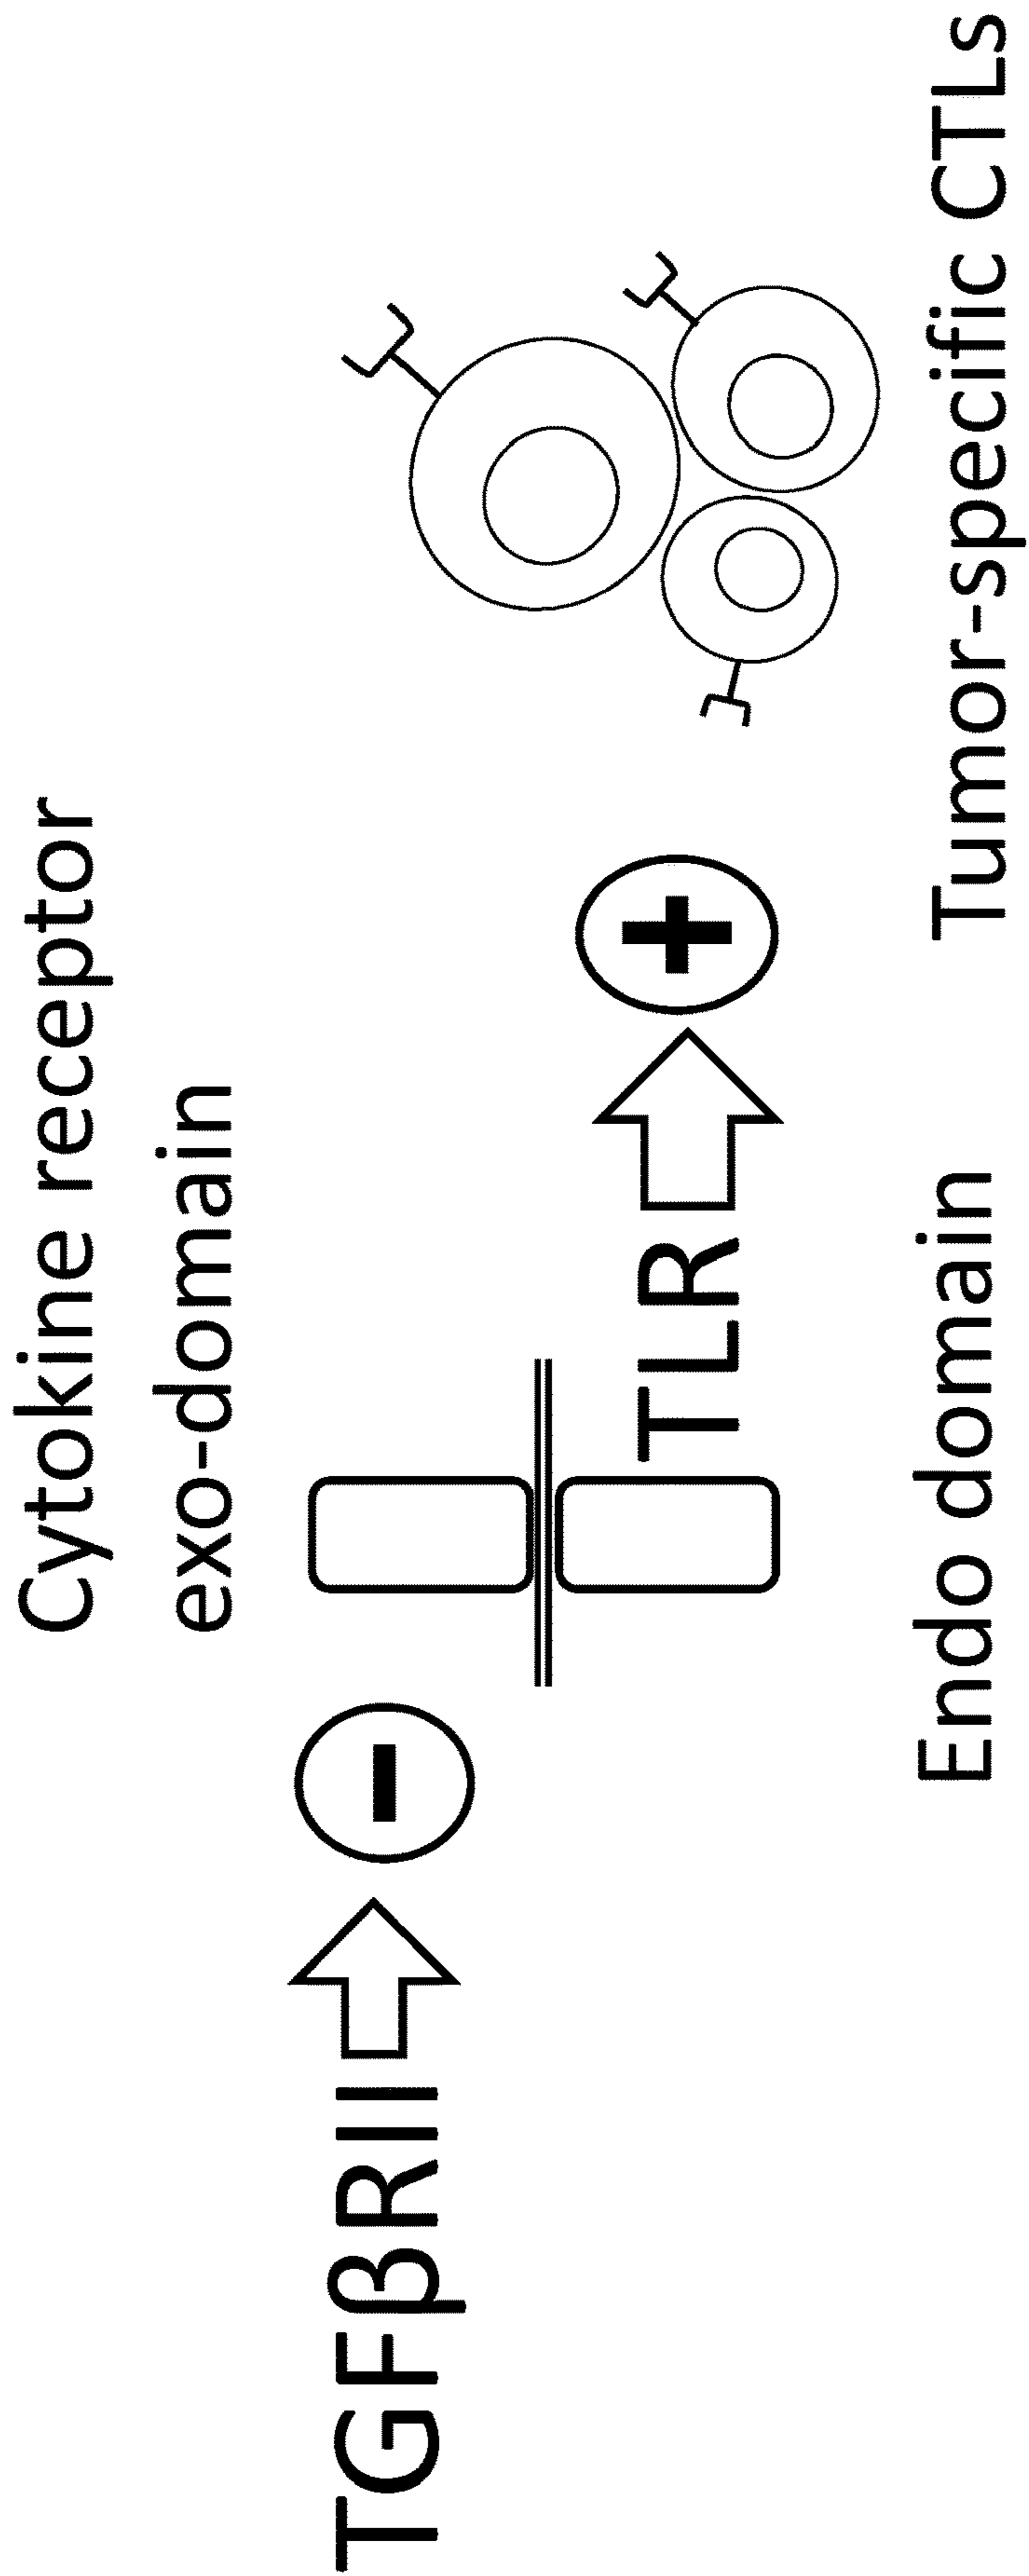 Cytokine receptor
exo-domain
TGFβRII
−
+
TLR
Endo domain
Tumor-specific CTLs